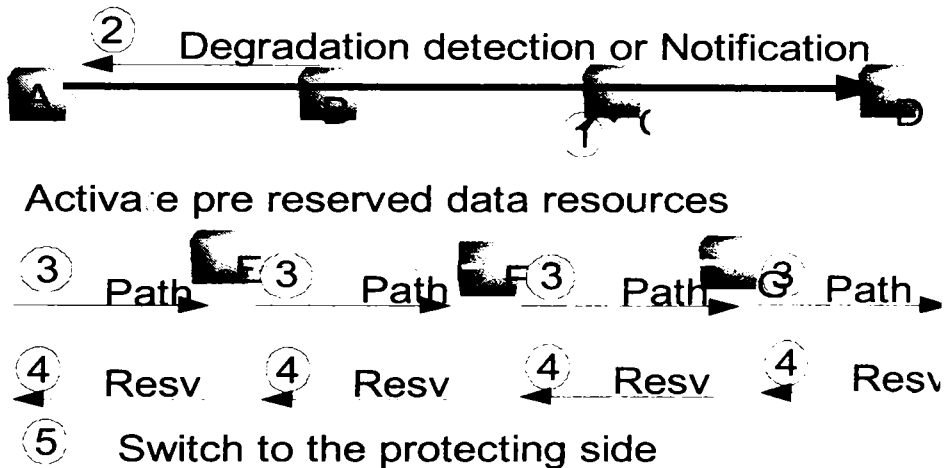 ② Degradation detection or Notification
A B C D
①
Activate pre reserved data resources
③ E ③ F ③ G ③
Path Path Path Path
④ Resv ④ Resv ④ Resv ④ Resv
⑤ Switch to the protecting side